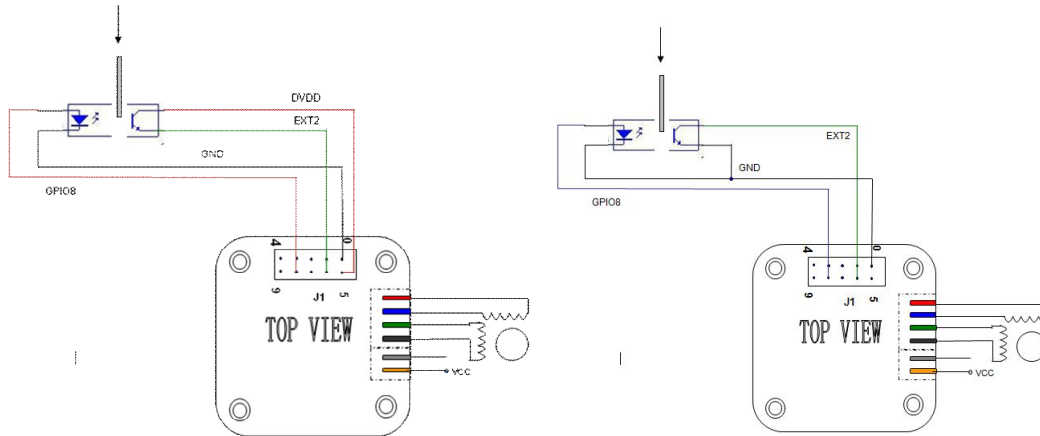 DVDD
EXT2
GND
GPIO8
4 0
9 J1 5
TOP VIEW
VCC
EXT2
GND
GPIO8
4 0
9 J1 5
TOP VIEW
VCC